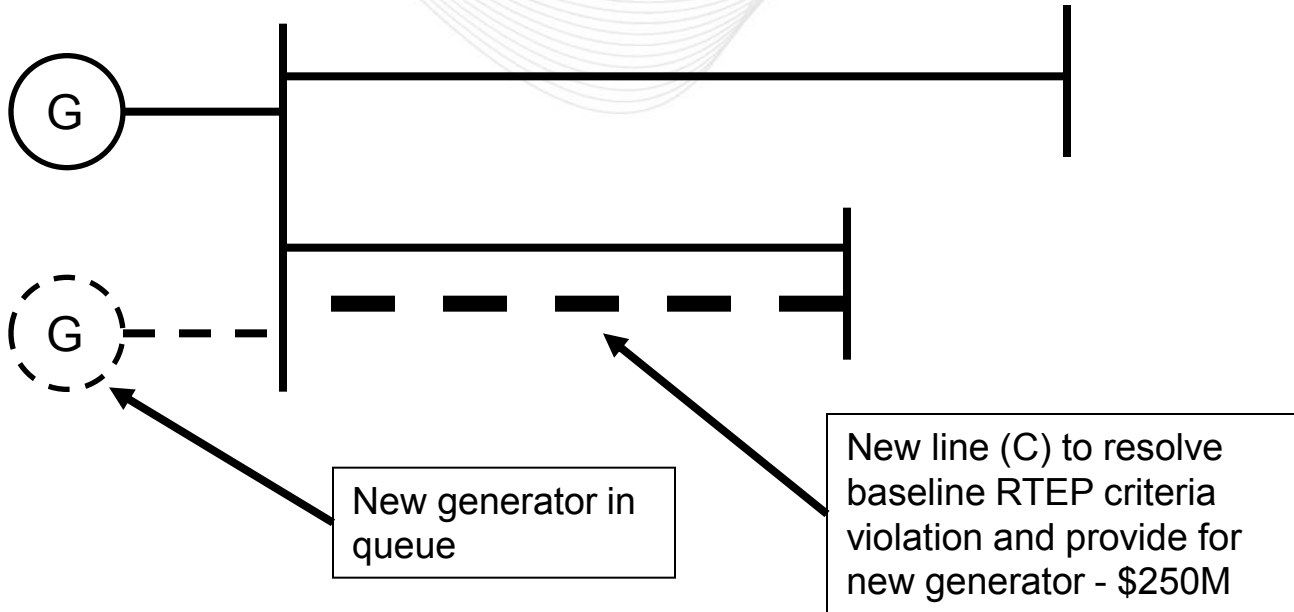 G
G
New generator in
queue
New line (C) to resolve
baseline RTEP criteria
violation and provide for
new generator - $250M